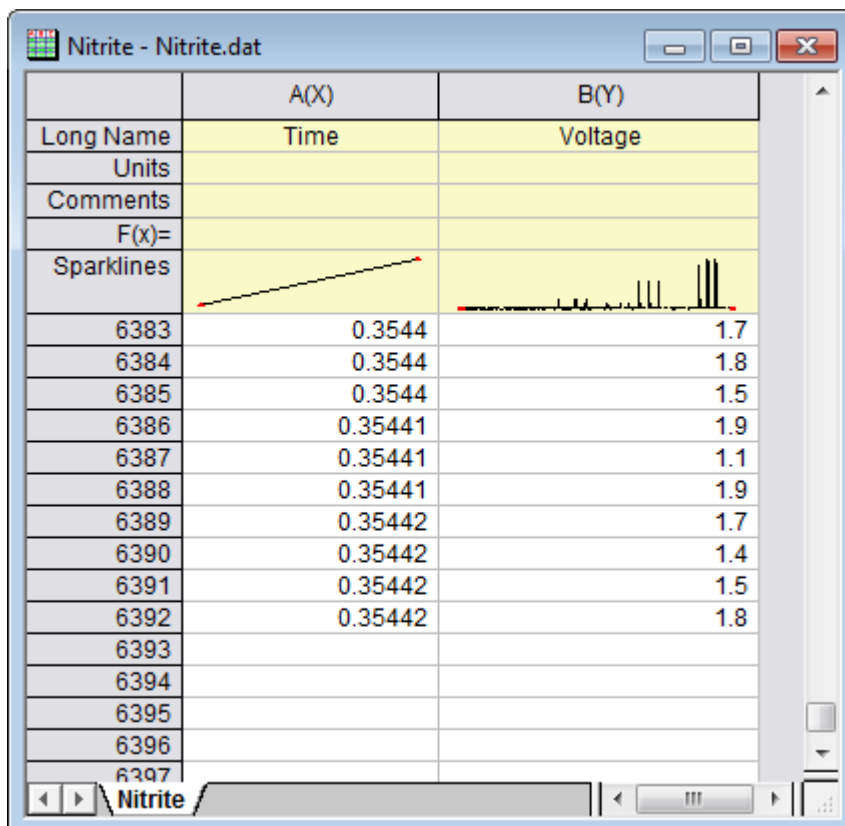 Nitrite - Nitrite.dat
A(X) B(Y)
Long Name Time Voltage
Units
Comments
F(x)=
Sparklines
6383 0.3544 1.7
6384 0.3544 1.8
6385 0.3544 1.5
6386 0.35441 1.9
6387 0.35441 1.1
6388 0.35441 1.9
6389 0.35442 1.7
6390 0.35442 1.4
6391 0.35442 1.5
6392 0.35442 1.8
6393
6394
6395
6396
6397
Nitrite